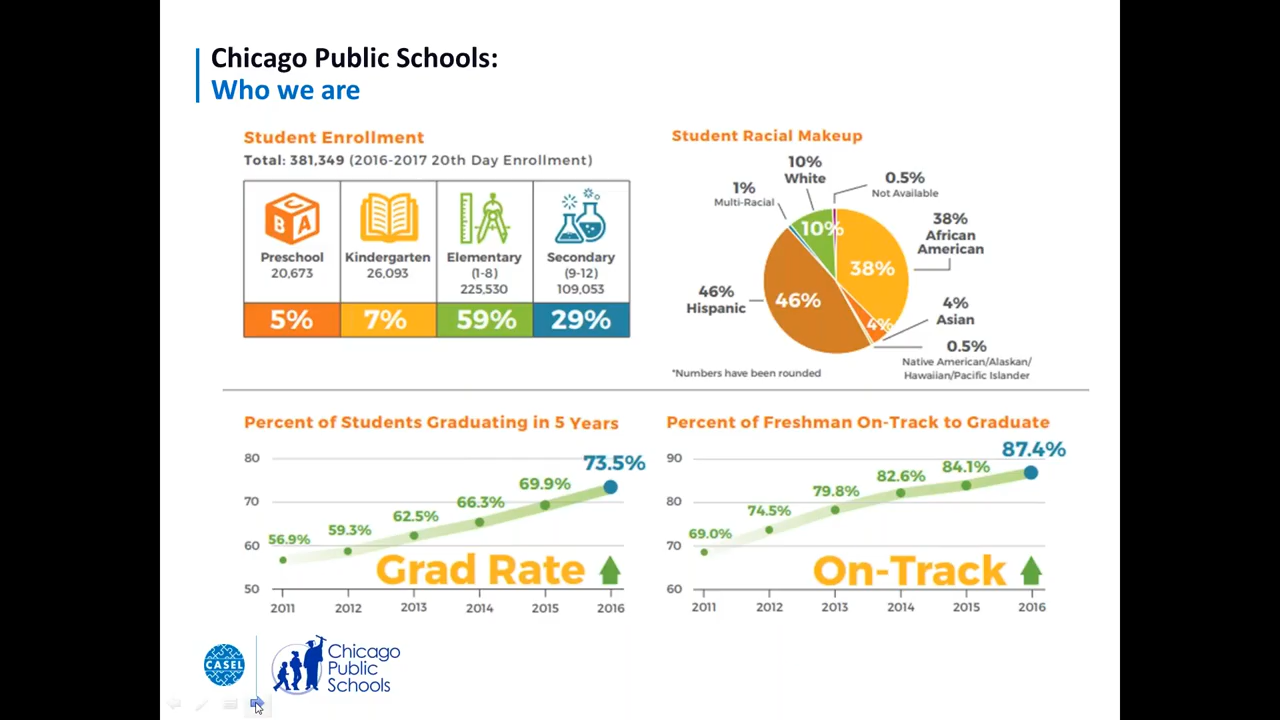 Chicago Public Schools:
Who we are
Student Enrollment
Total: 381,349 (2016-2017 20th Day Enrollment)
C
B A
Preschool
20,673
5%
Kindergarten
26,093
7%
Elementary
(1-8)
225,530
59%
Secondary
(9-12)
109,053
29%
Student Racial Makeup
10%
White
0.5%
Not Available
1%
Multi-Racial
38%
African
American
10%
38%
46%
Hispanic
46%
4%
4%
Asian
0.5%
Native American/Alaskan/
Hawaiian/Pacific Islander
*Numbers have been rounded
Percent of Students Graduating in 5 Years
80
70
60
50
56.9%
59.3%
62.5%
66.3%
69.9%
73.5%
Grad Rate
2011 2012 2013 2014 2015 2016
Percent of Freshman On-Track to Graduate
90
80
70
60
69.0%
74.5%
79.8%
82.6%
84.1%
87.4%
On-Track
2011 2012 2013 2014 2015 2016
CASEL
Chicago
Public
Schools